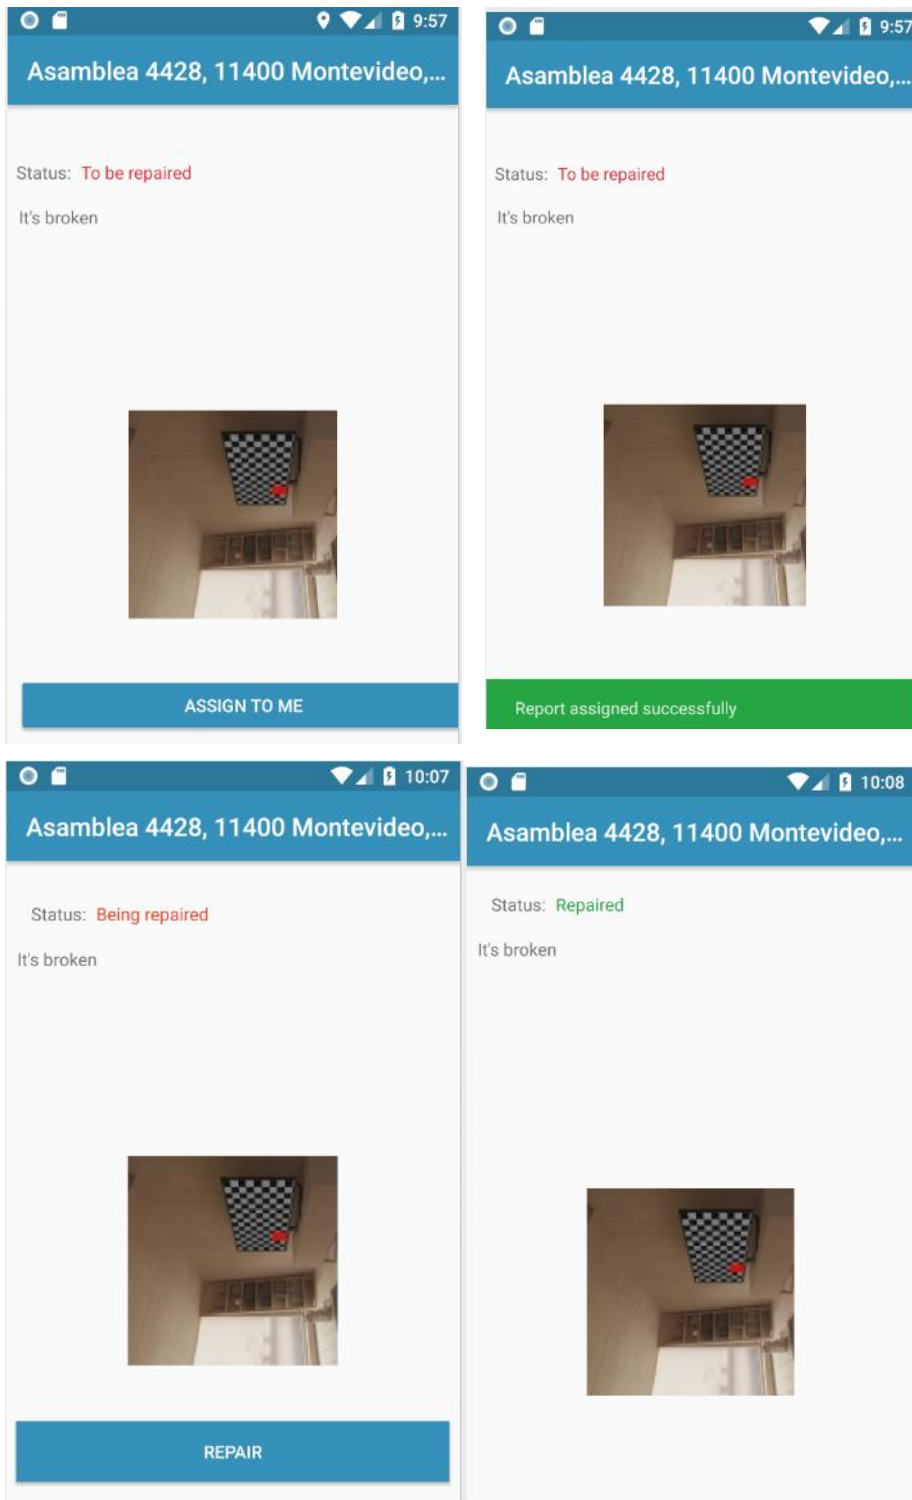 9:57
Asamblea 4428, 11400 Montevideo,...
Status: To be repaired
It's broken
ASSIGN TO ME
9:57
Asamblea 4428, 11400 Montevideo,...
Status: To be repaired
It's broken
Report assigned successfully
10:07
Asamblea 4428, 11400 Montevideo,...
Status: Being repaired
It's broken
REPAIR
10:08
Asamblea 4428, 11400 Montevideo,...
Status: Repaired
It's broken